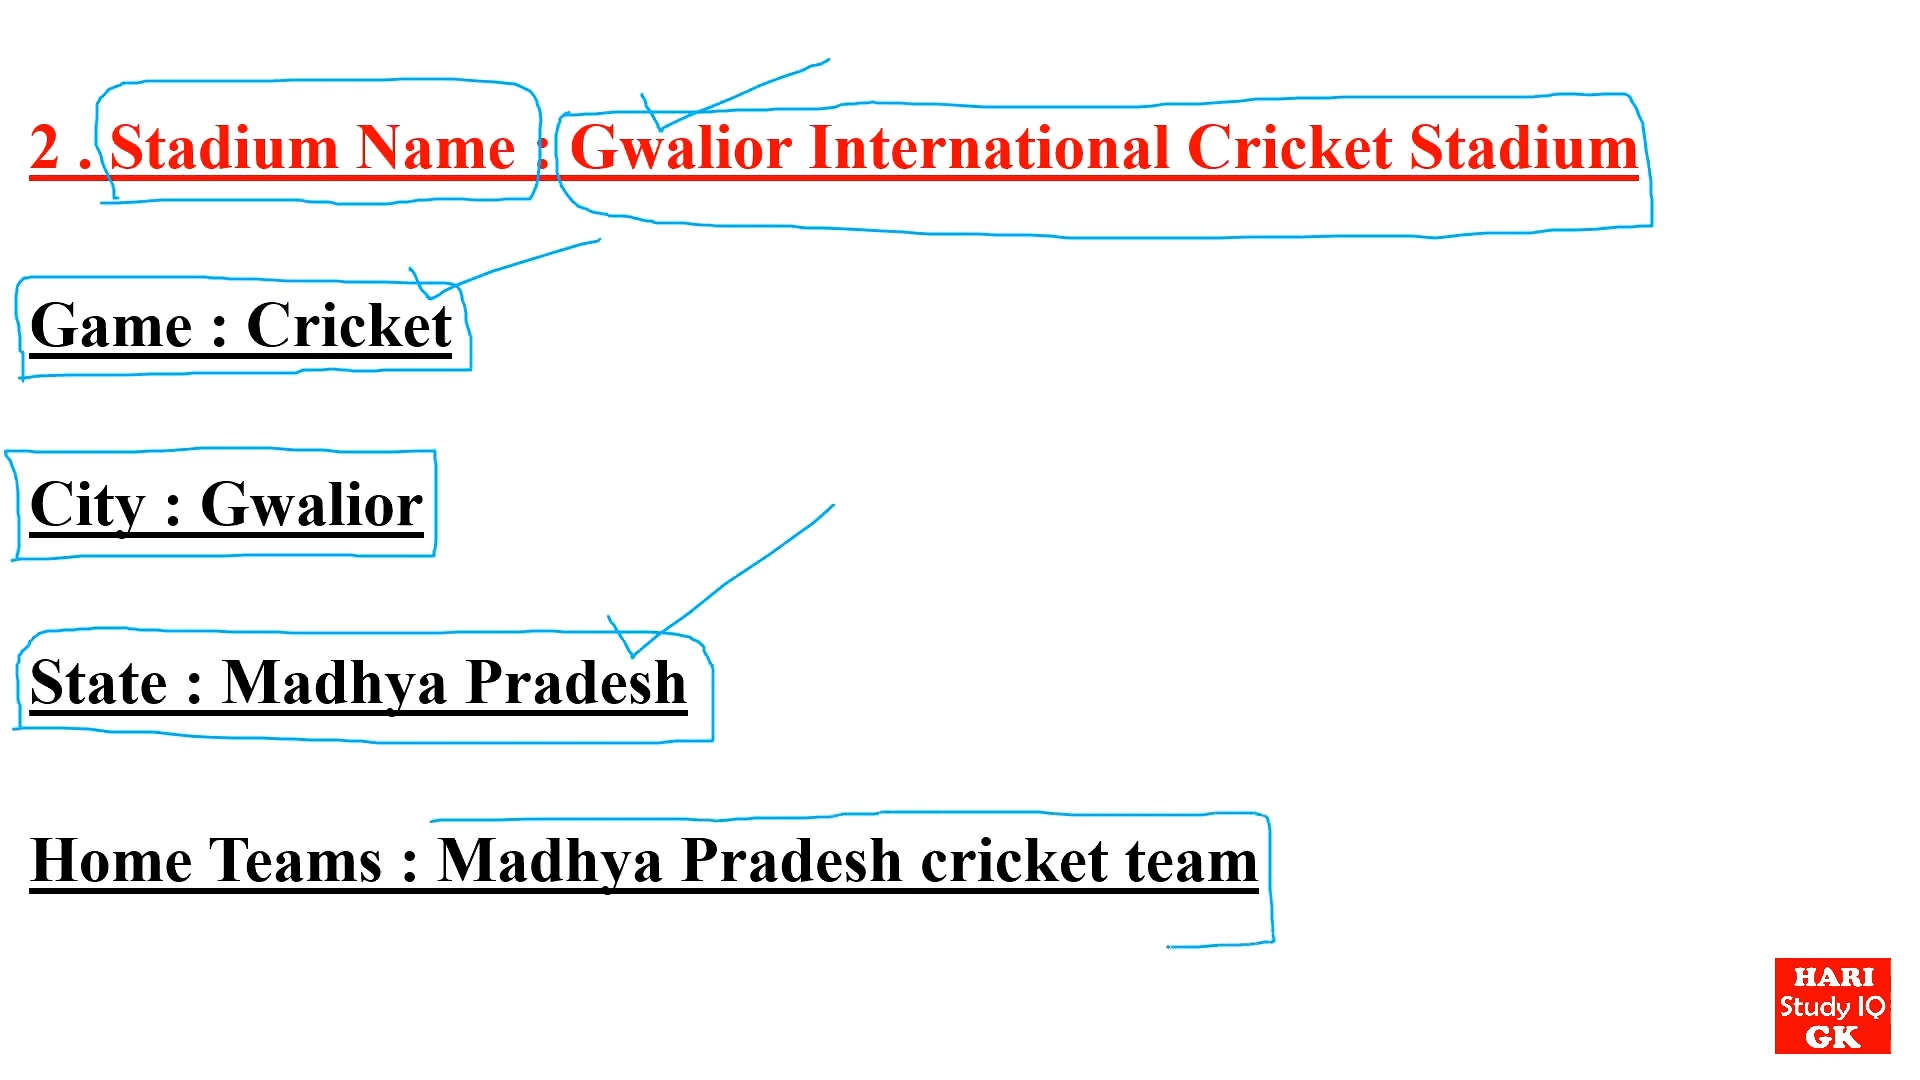 2 . Stadium Name : Gwalior International Cricket Stadium
Game : Cricket
City : Gwalior
State : Madhya Pradesh
Home Teams : Madhya Pradesh cricket team
HARI
Study IQ
GK